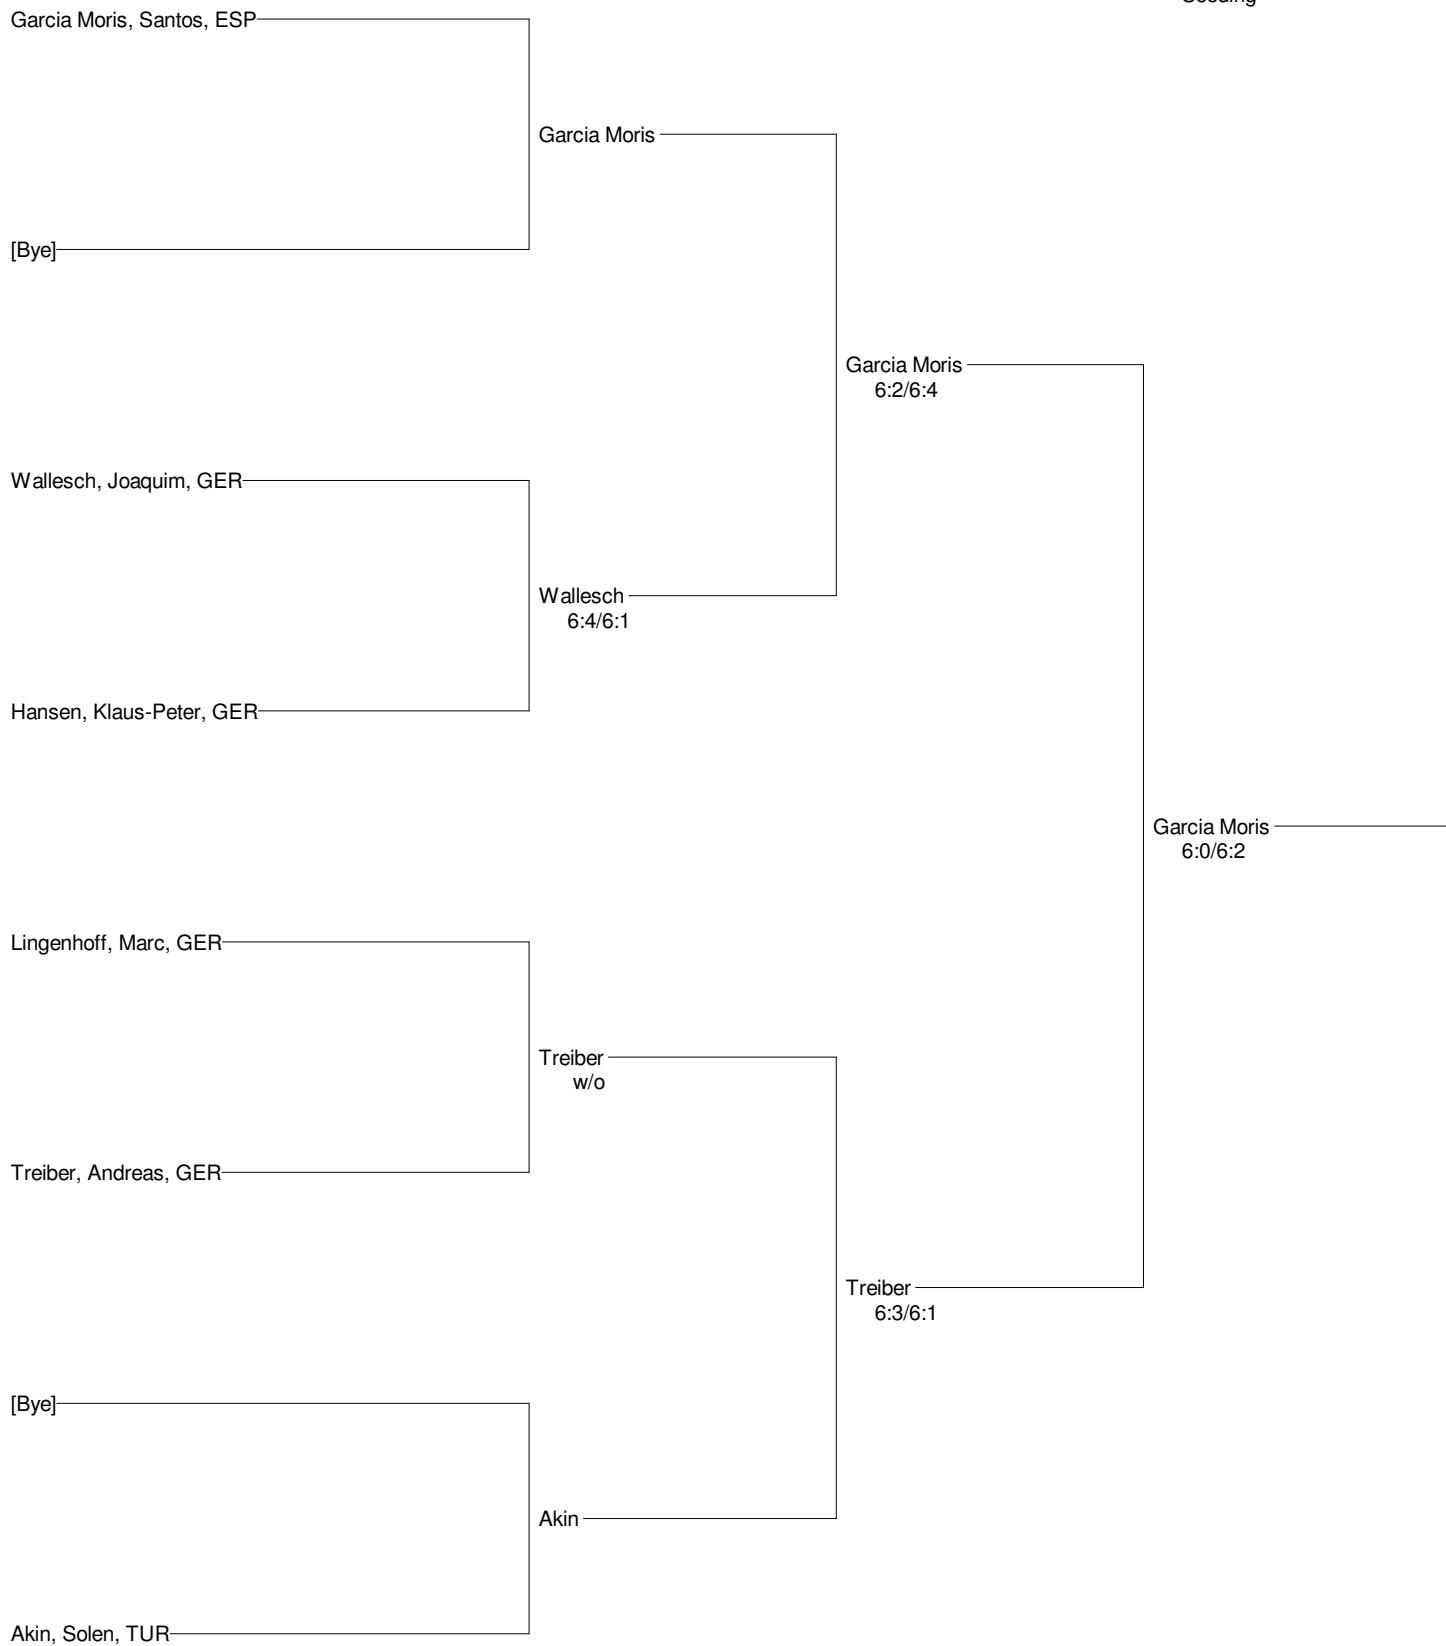 Seeding
Garcia Moris, Santos, ESP
Garcia Moris
[Bye]
Garcia Moris
6:2/6:4
Wallesch, Joaquim, GER
Wallesch
6:4/6:1
Hansen, Klaus-Peter, GER
Garcia Moris
6:0/6:2
Lingenhoff, Marc, GER
Treiber
w/o
Treiber, Andreas, GER
Treiber
6:3/6:1
[Bye]
Akin
Akin, Solen, TUR